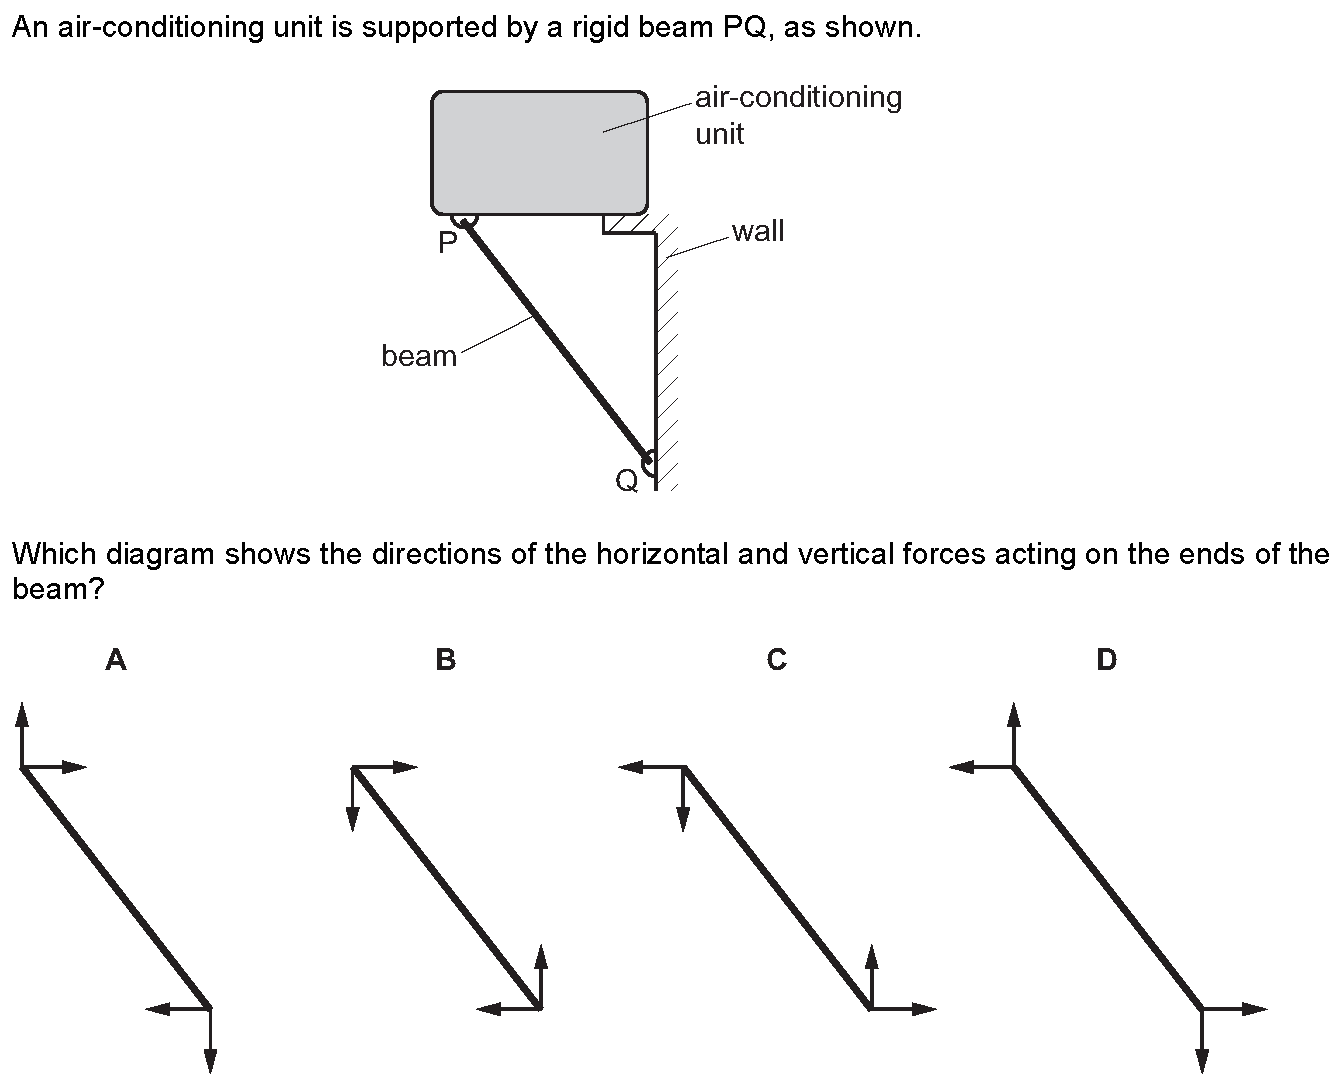 An air-conditioning unit is supported by a rigid beam PQ, as shown.
air-conditioning
unit
P
wall
beam
Q
Which diagram shows the directions of the horizontal and vertical forces acting on the ends of the
beam?
A B C D